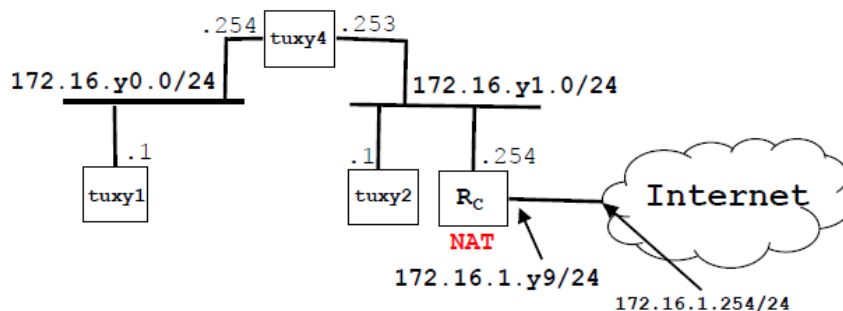 .254 tuxy4 .253
172.16.y0.0/24
172.16.y1.0/24
.1 .1 .254
tuxy1 tuxy2 RC Internet
NAT
172.16.1.y9/24
172.16.1.254/24